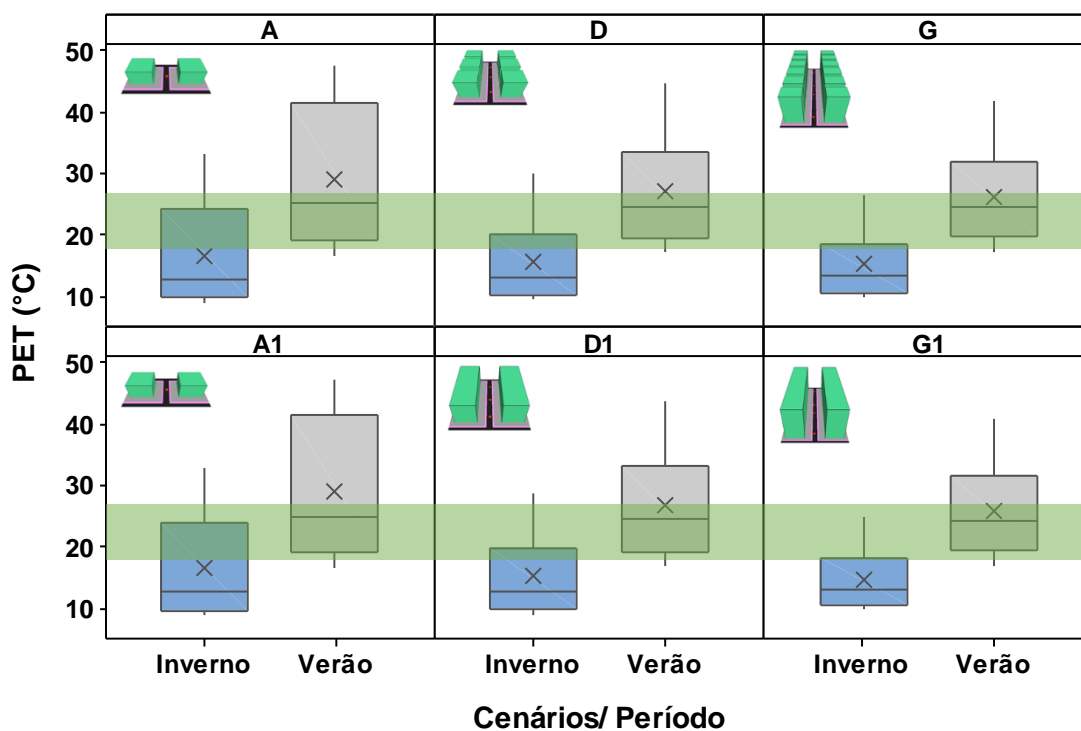 A D G
50
40
30
20
10
A1 D1 G1
50
40
30
20
10
PET (°C)
Inverno Verão Inverno Verão Inverno Verão
Cenários/ Período